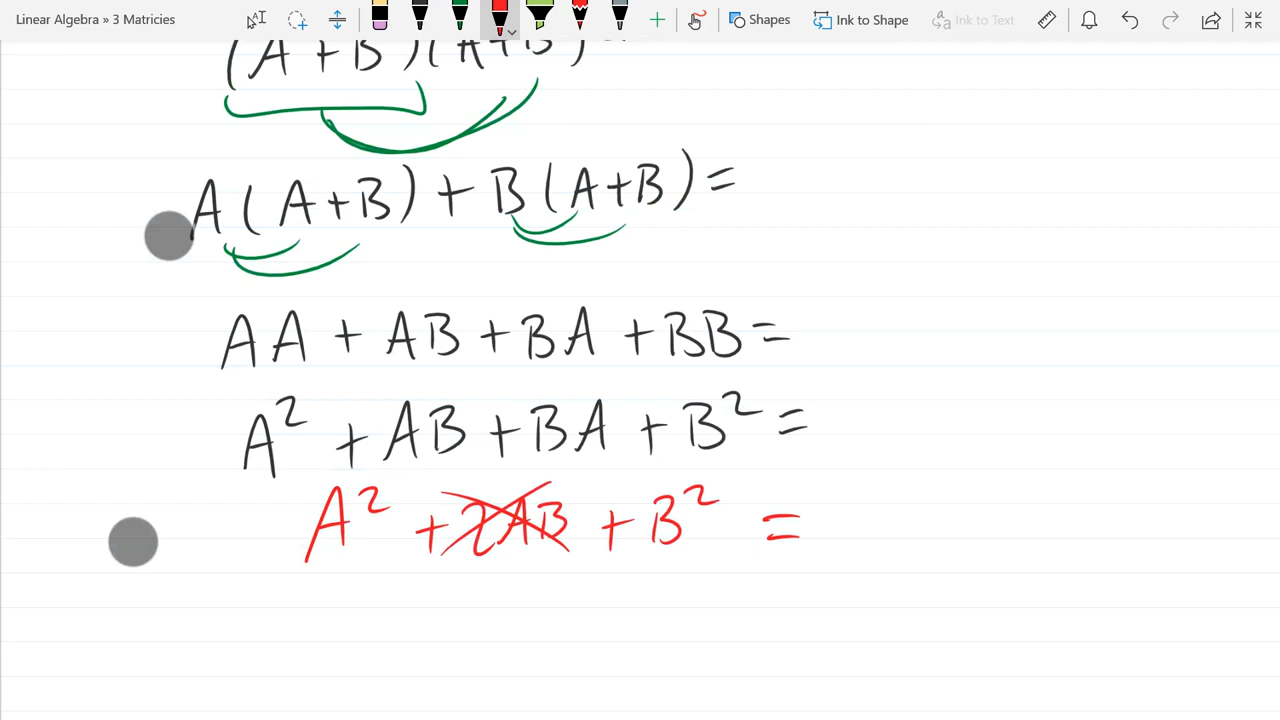 Linear Algebra » 3 Matricies
Shapes
Ink to Shape
Ink to Text
(A + B)(A+B) =
A(A+B) + B(A+B) =
AA + AB + BA + BB =
A² + AB + BA + B² =
A² + 2AB + B² =